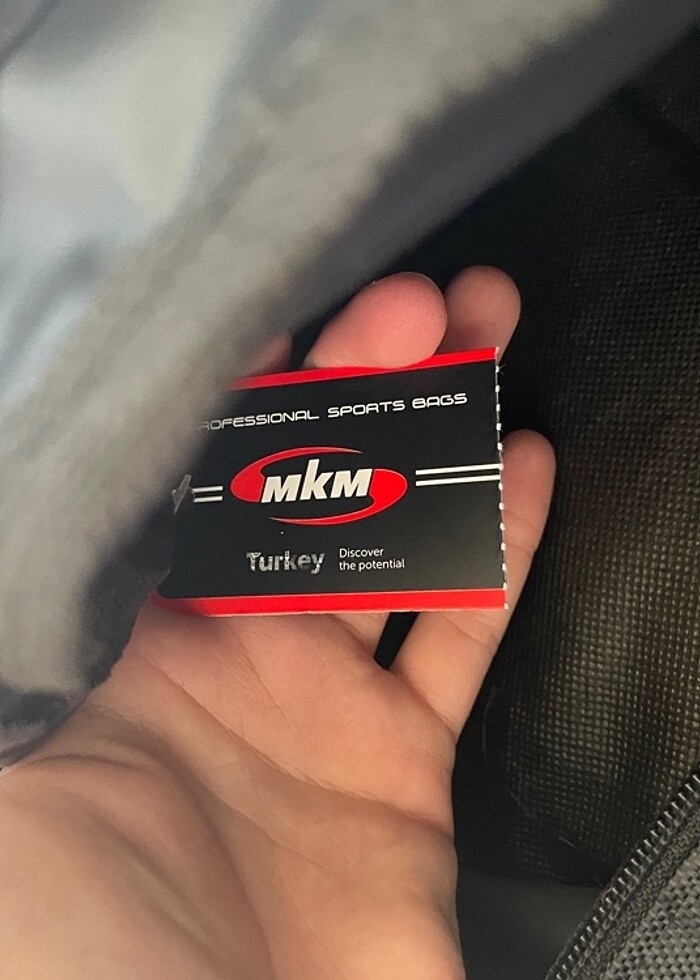 ROFESSIONAL SPORTS BAGS
MKM
Turkey
Discover
the potential